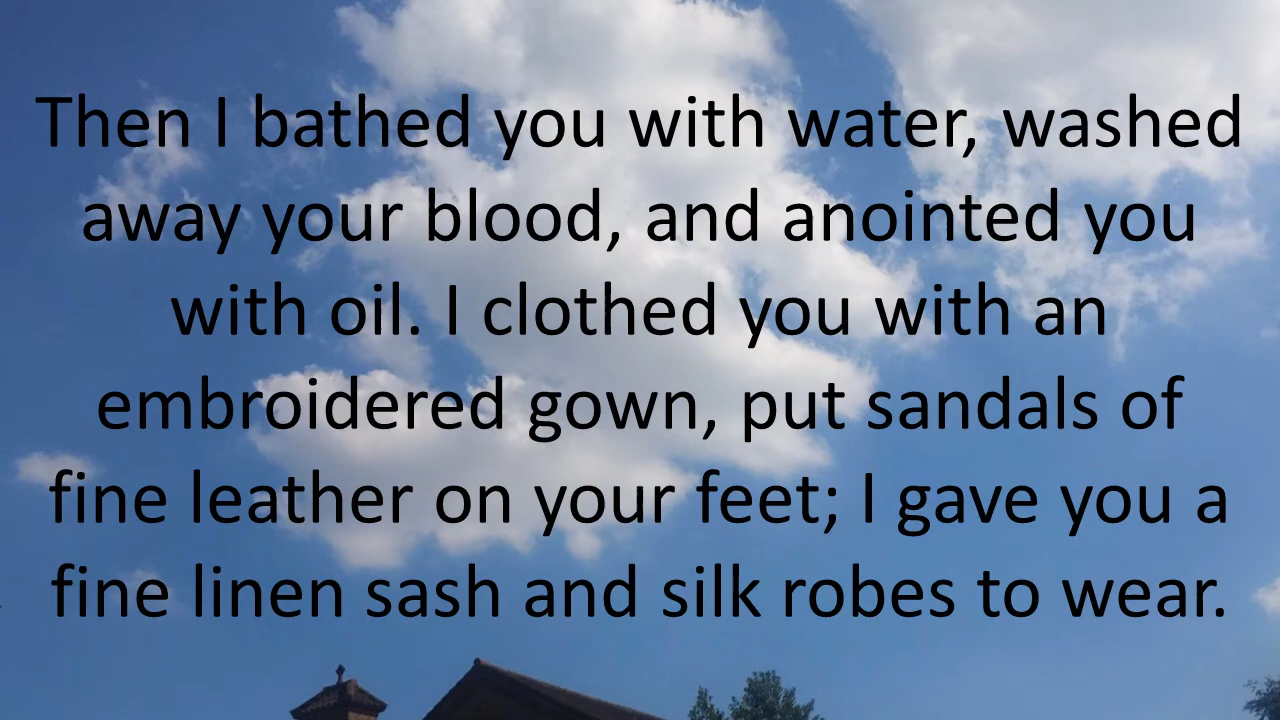 Then I bathed you with water, washed
away your blood, and anointed you
with oil. I clothed you with an
embroidered gown, put sandals of
fine leather on your feet; I gave you a
fine linen sash and silk robes to wear.